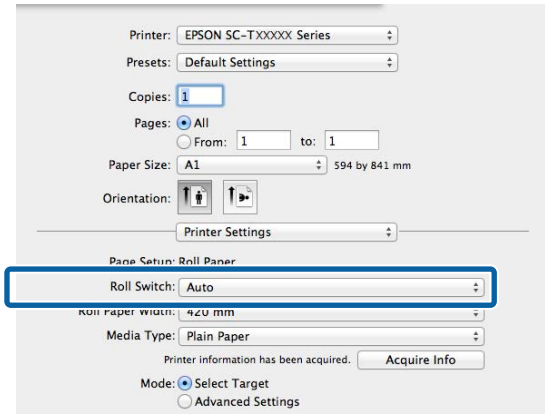 Printer: EPSON SC-TXXXXX Series
Presets: Default Settings
Copies: 1
Pages: All
From: 1 to: 1
Paper Size: A1 594 by 841 mm
Orientation:
Printer Settings
Page Setup: Roll Paper
Roll Switch: Auto
Roll Paper Width: 420 mm
Media Type: Plain Paper
Printer information has been acquired. Acquire Info
Mode: Select Target
Advanced Settings